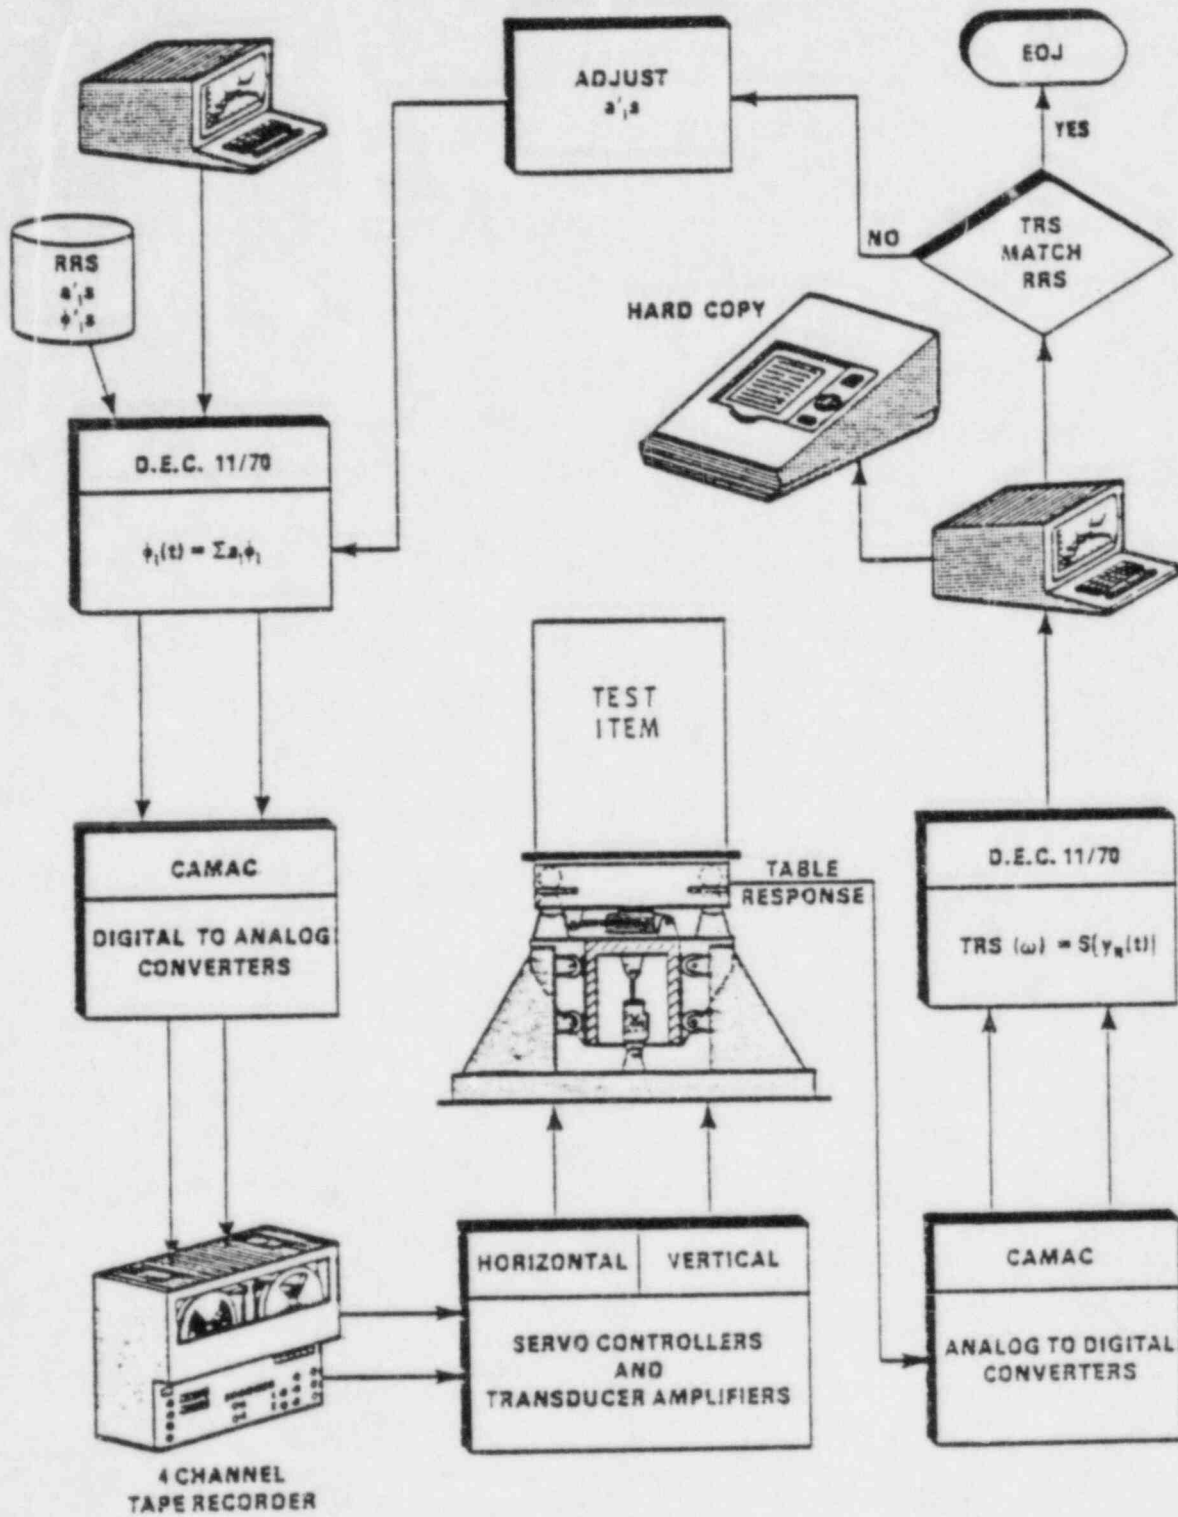 EOJ
ADJUST
a'ᵢs
YES
TRS
MATCH
RRS
NO
RRS
a'ᵢs
ϕ'ᵢs
HARD COPY
D.E.C. 11/70
ϕᵢ(t) = Σaᵢϕᵢ
TEST
ITEM
CAMAC
DIGITAL TO ANALOG
CONVERTERS
TABLE
RESPONSE
D.E.C. 11/70
TRS (ω) = S(yR(t)|
HORIZONTAL
VERTICAL
SERVO CONTROLLERS
AND
TRANSDUCER AMPLIFIERS
CAMAC
ANALOG TO DIGITAL
CONVERTERS
4 CHANNEL
TAPE RECORDER